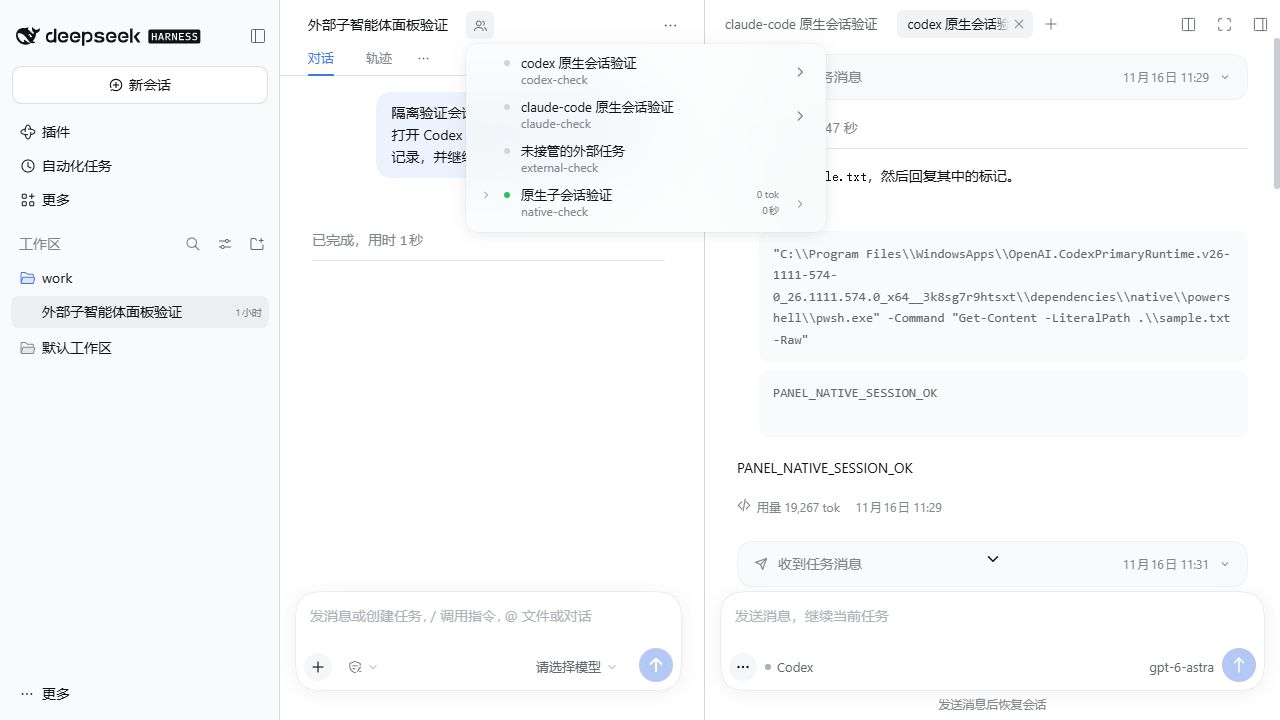 deepseek HARNESS
新会话
插件
自动化任务
更多
工作区
work
外部子智能体面板验证
1小时
默认工作区
更多
外部子智能体面板验证
对话
轨迹
隔离验证会
打开 Codex
记录，并继
已完成，用时 1秒
codex 原生会话验证
codex-check
claude-code 原生会话验证
claude-check
未接管的外部任务
external-check
原生子会话验证
native-check
0 tok
0秒
发消息或创建任务, / 调用指令, @ 文件或对话
请选择模型
claude-code 原生会话验证
codex 原生会话验
务消息
11月16日 11:29
47 秒
le.txt，然后回复其中的标记。
"C:\\Program Files\\WindowsApps\\OpenAI.CodexPrimaryRuntime.v26-
1111-574-
0_26.1111.574.0_x64__3k8sg7r9htsxt\\dependencies\\native\\powers
hell\\pwsh.exe" -Command "Get-Content -LiteralPath .\\sample.txt
-Raw"
PANEL_NATIVE_SESSION_OK
PANEL_NATIVE_SESSION_OK
用量 19,267 tok
11月16日 11:29
收到任务消息
11月16日 11:31
发送消息，继续当前任务
Codex
gpt-6-astra
发送消息后恢复会话